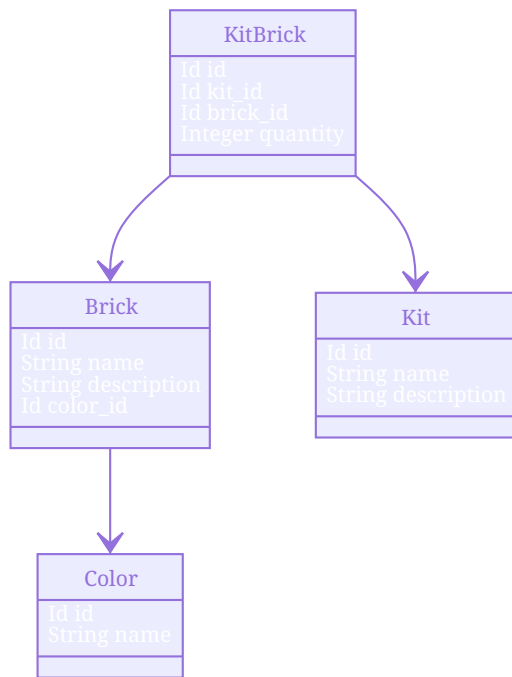 KitBrick
Id id
Id kit_id
Id brick_id
Integer quantity
Brick
Id id
String name
String description
Id color_id
Kit
Id id
String name
String description
Color
Id id
String name